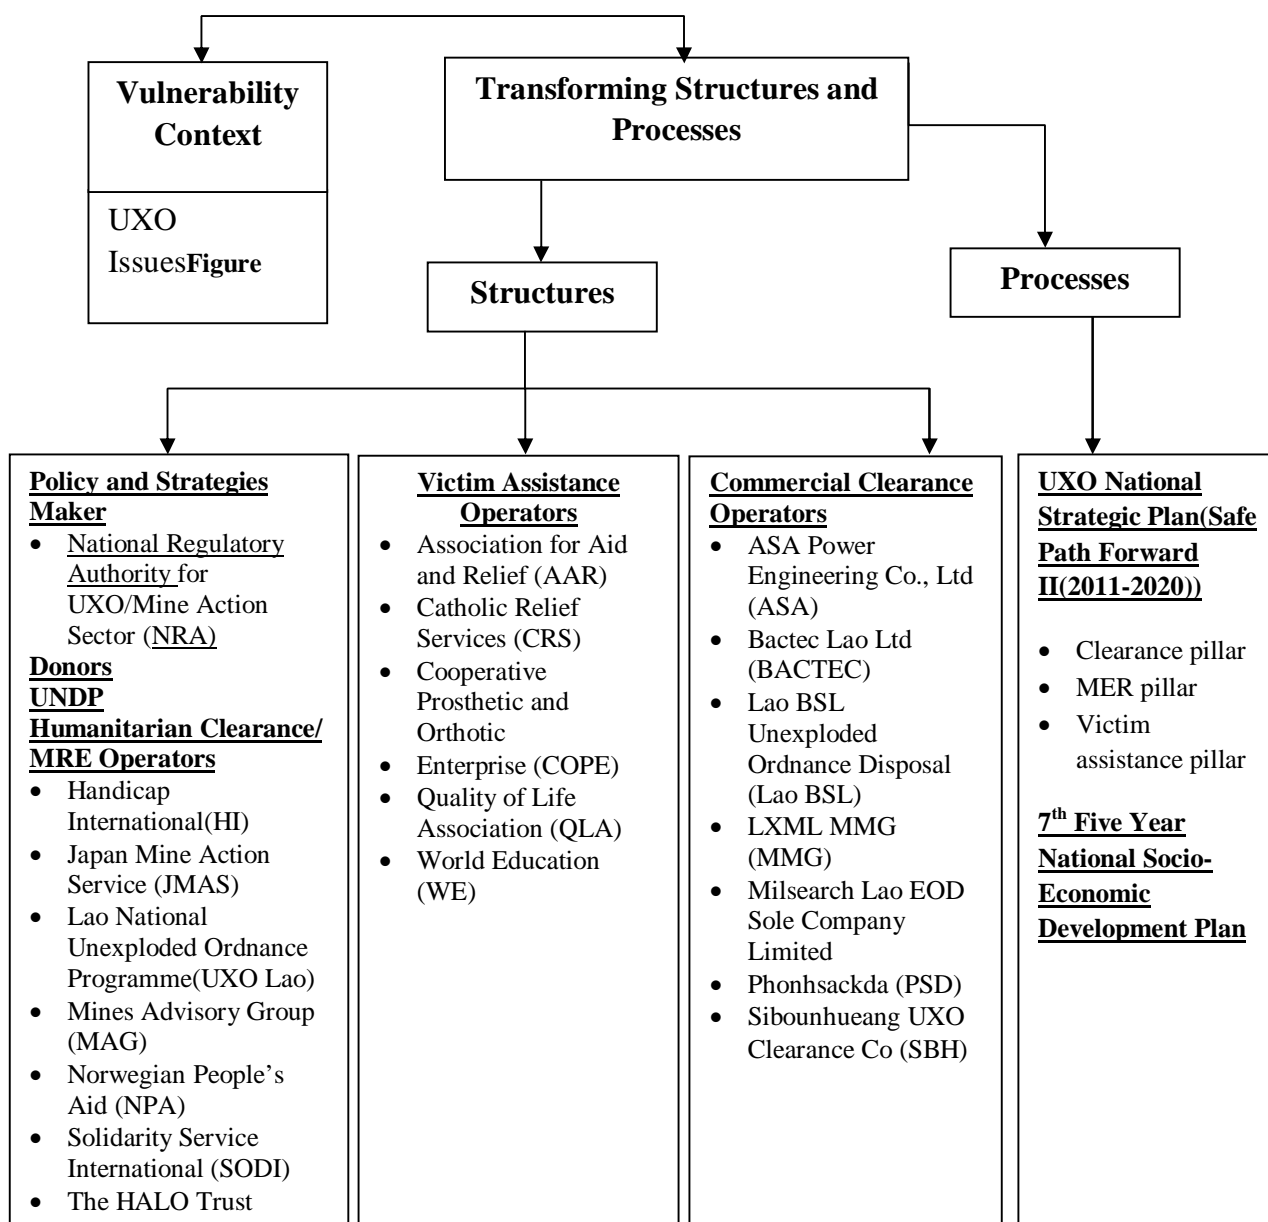 Vulnerability
Context
UXO
IssuesFigure
Transforming Structures and
Processes
Structures
Processes
Policy and Strategies
Maker
• National Regulatory
Authority for
UXO/Mine Action
Sector (NRA)
Donors
UNDP
Humanitarian Clearance/
MRE Operators
• Handicap
International(HI)
• Japan Mine Action
Service (JMAS)
• Lao National
Unexploded Ordnance
Programme(UXO Lao)
• Mines Advisory Group
(MAG)
• Norwegian People’s
Aid (NPA)
• Solidarity Service
International (SODI)
• The HALO Trust
Victim Assistance
Operators
• Association for Aid
and Relief (AAR)
• Catholic Relief
Services (CRS)
• Cooperative
Prosthetic and
Orthotic
• Enterprise (COPE)
• Quality of Life
Association (QLA)
• World Education
(WE)
Commercial Clearance
Operators
• ASA Power
Engineering Co., Ltd
(ASA)
• Bactec Lao Ltd
(BACTEC)
• Lao BSL
Unexploded
Ordnance Disposal
(Lao BSL)
• LXML MMG
(MMG)
• Milsearch Lao EOD
Sole Company
Limited
• Phonhsackda (PSD)
• Sibounhueang UXO
Clearance Co (SBH)
UXO National
Strategic Plan(Safe
Path Forward
II(2011-2020))
• Clearance pillar
• MER pillar
• Victim
assistance pillar
7th Five Year
National Socio-
Economic
Development Plan